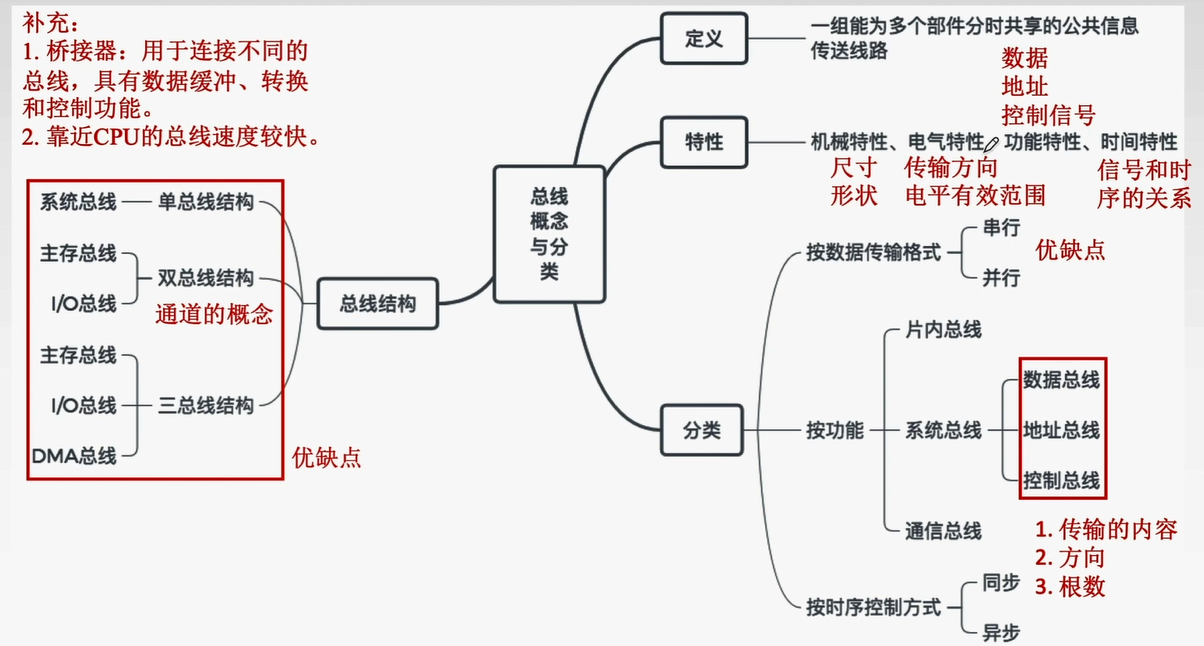 补充：
1. 桥接器：用于连接不同的
总线，具有数据缓冲、转换
和控制功能。
2. 靠近CPU的总线速度较快。
系统总线
单总线结构
主存总线
双总线结构
I/O总线
通道的概念
主存总线
I/O总线
三总线结构
DMA总线
优缺点
总线结构
总线
概念
与分
类
定义
一组能为多个部件分时共享的公共信息
传送线路
数据
地址
控制信号
特性
机械特性、电气特性、功能特性、时间特性
尺寸
形状
传输方向
电平有效范围
信号和时
序的关系
分类
按数据传输格式
串行
并行
优缺点
按功能
片内总线
系统总线
数据总线
地址总线
控制总线
通信总线
1. 传输的内容
2. 方向
3. 根数
按时序控制方式
同步
异步